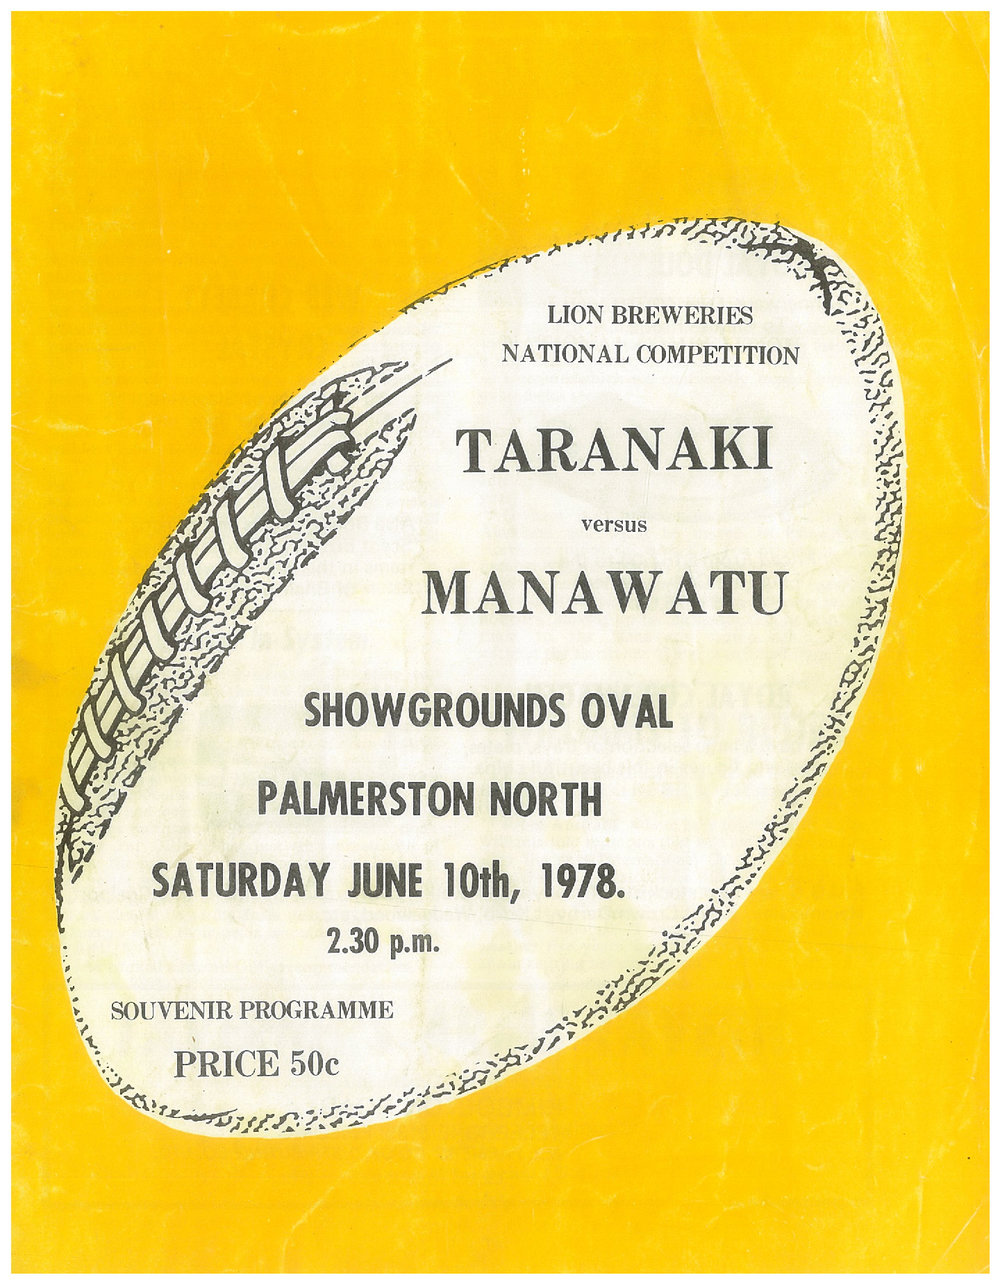 LION BREWERIES
NATIONAL COMPETITION
TARANAKI
versus
MANAWATU
SHOWGROUNDS OVAL
PALMERSTON NORTH
SATURDAY JUNE 10th, 1978.
2.30 p.m.
SOUVENIR PROGRAMME
PRICE 50c